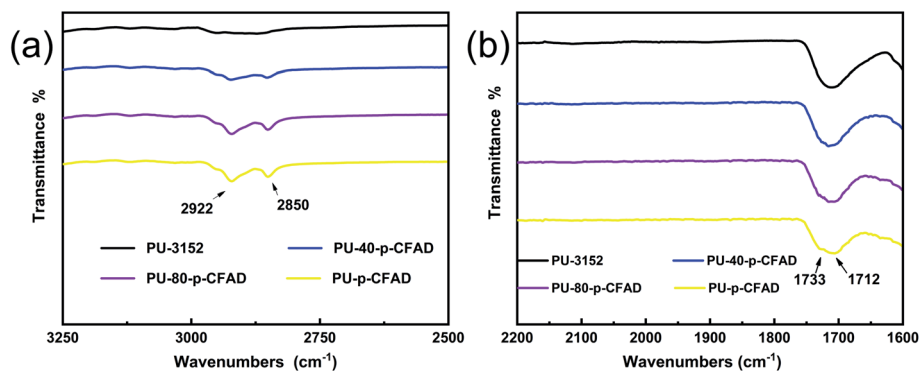 (a)
Transmittance %
2922
2850
PU-3152
PU-40-p-CFAD
PU-80-p-CFAD
PU-p-CFAD
3250 3000 2750 2500
Wavenumbers (cm-1)
(b)
Transmittance %
1733 1712
PU-3152
PU-40-p-CFAD
PU-80-p-CFAD
PU-p-CFAD
2200 2100 2000 1900 1800 1700 1600
Wavenumbers (cm-1)